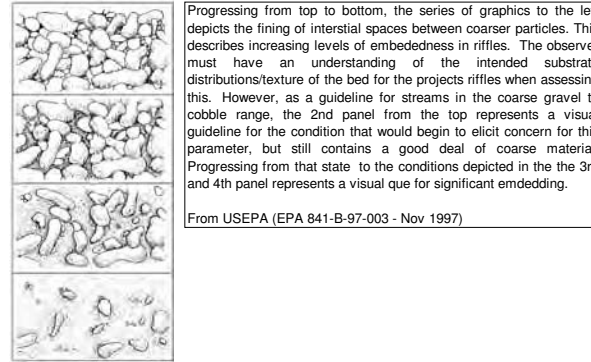 Progressing from top to bottom, the series of graphics to the le
depicts the fining of interstial spaces between coarser particles. Thi
describes increasing levels of embededness in riffles. The observe
must have an understanding of the intended substrat
distributions/texture of the bed for the projects riffles when assessin
this. However, as a guideline for streams in the coarse gravel t
cobble range, the 2nd panel from the top represents a visua
guideline for the condition that would begin to elicit concern for thi
parameter, but still contains a good deal of coarse materia
Progressing from that state to the conditions depicted in the the 3r
and 4th panel represents a visual que for significant emdedding.
From USEPA (EPA 841-B-97-003 - Nov 1997)